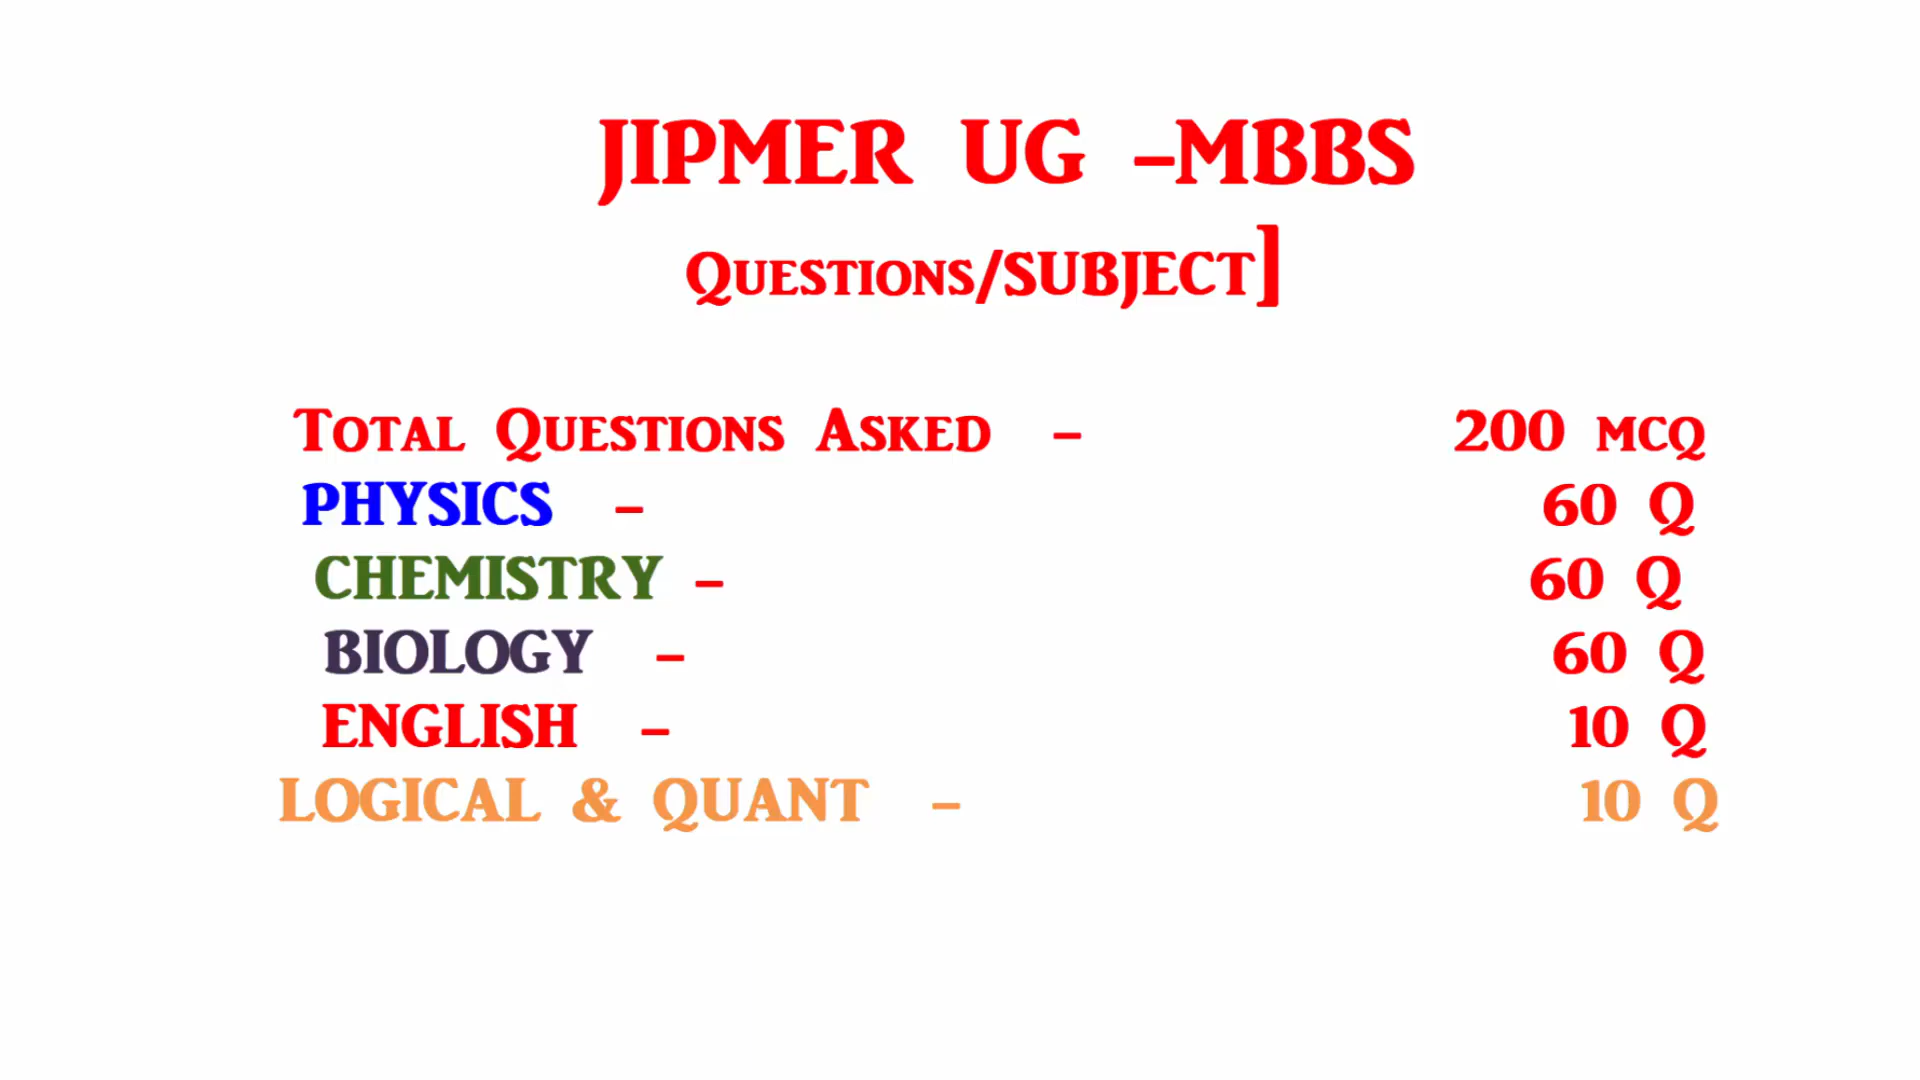 JIPMER UG –MBBS
QUESTIONS/SUBJECT]
TOTAL QUESTIONS ASKED – 200 MCQ
PHYSICS – 60 Q
CHEMISTRY – 60 Q
BIOLOGY – 60 Q
ENGLISH – 10 Q
LOGICAL & QUANT – 10 Q